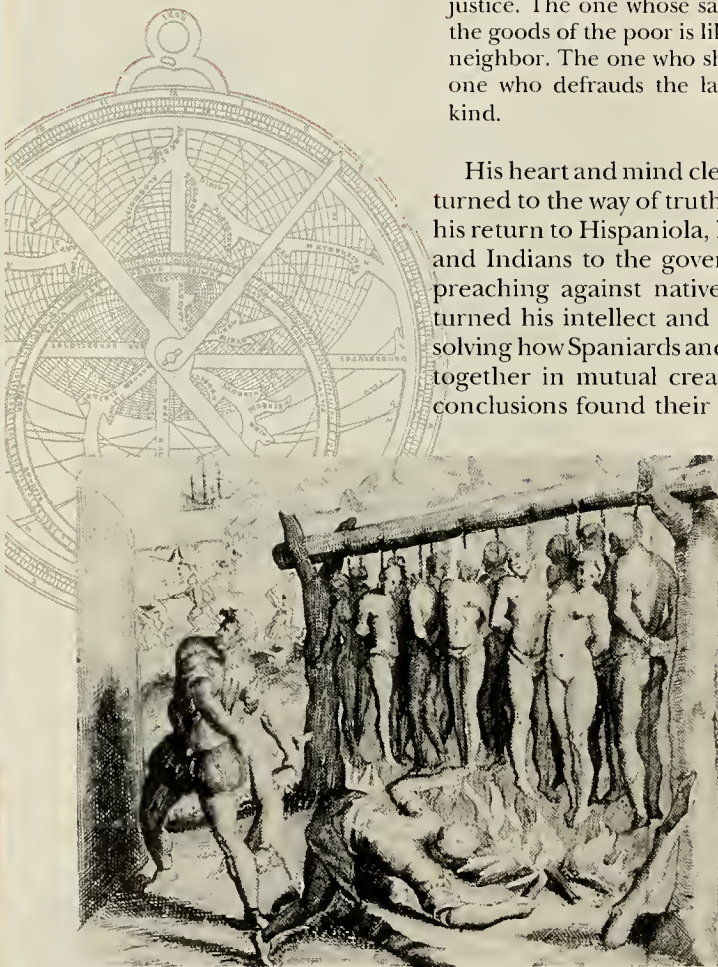 justice. The one whose sa
the goods of the poor is lik
neighbor. The one who sh
one who defrauds the la
kind.
His heart and mind cle
turned to the way of truth
his return to Hispaniola,
and Indians to the gover
preaching against native
turned his intellect and
solving how Spaniards and
together in mutual crea
conclusions found their